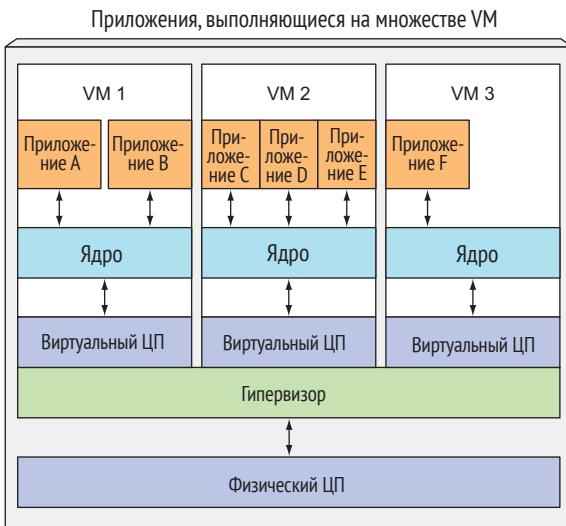 Приложения, выполняющиеся на множестве VM
VM 1
VM 2
VM 3
Приложе-
ние A
Приложе-
ние B
При-
ложе-
ние C
При-
ложе-
ние D
При-
ложе-
ние E
Приложе-
ние F
Ядро
Ядро
Ядро
Виртуальный ЦП
Виртуальный ЦП
Виртуальный ЦП
Гипервизор
Физический ЦП